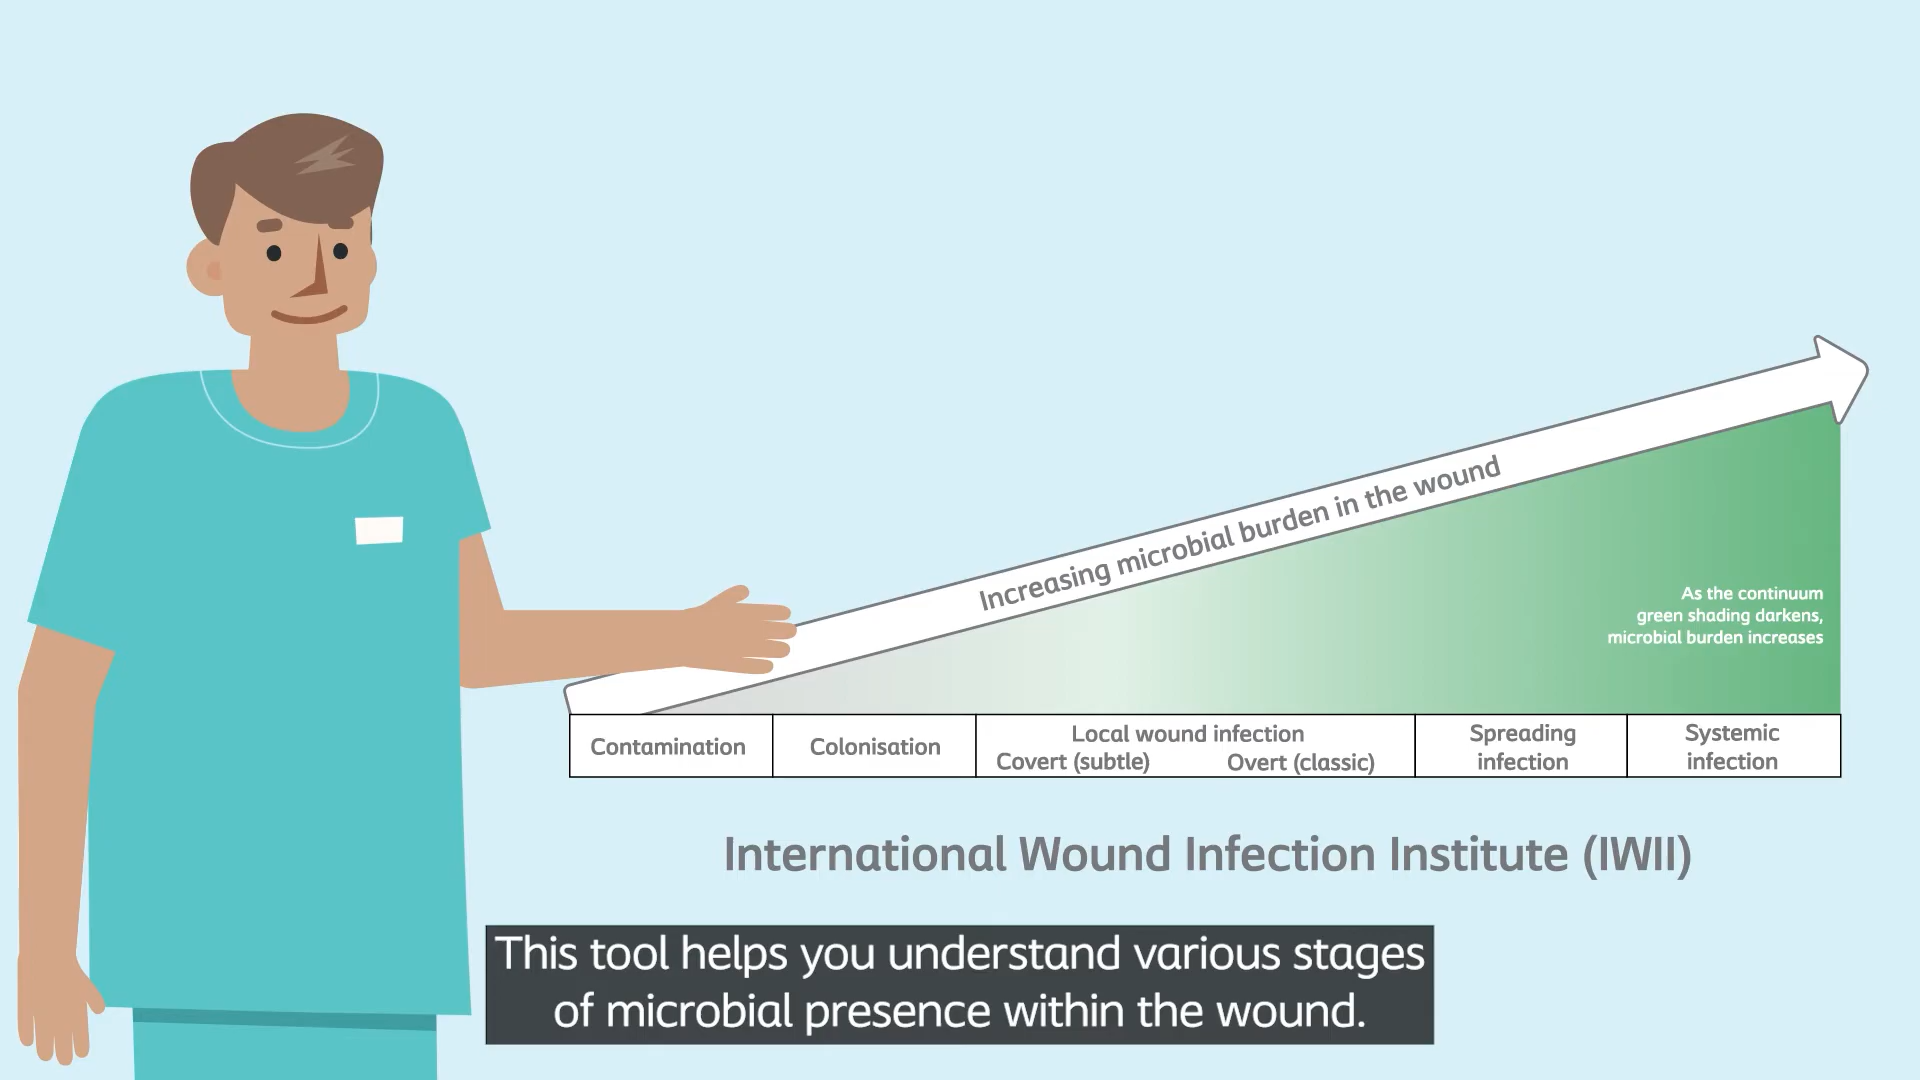 Increasing microbial burden in the wound
As the continuum
green shading darkens,
microbial burden increases
Contamination
Colonisation
Local wound infection
Covert (subtle) Overt (classic)
Spreading
infection
Systemic
infection
International Wound Infection Institute (IWII)
This tool helps you understand various stages
of microbial presence within the wound.